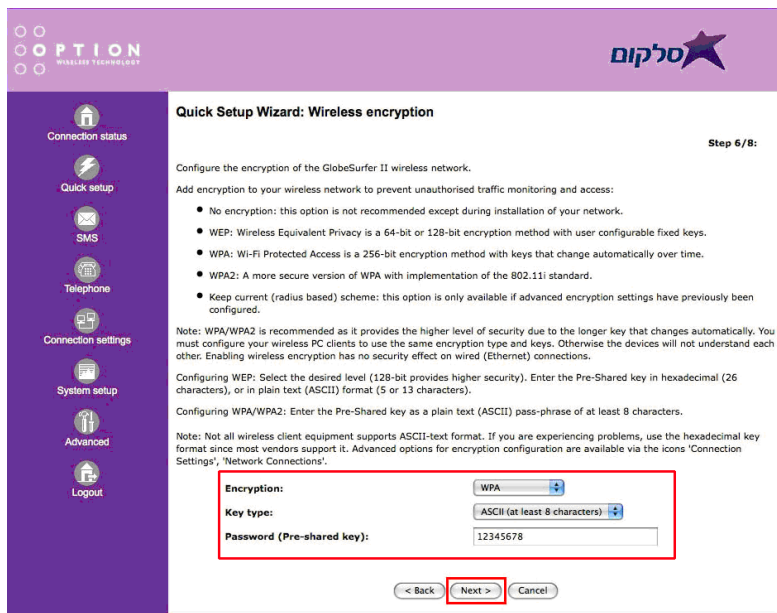 OPTION
WIRELESS TECHNOLOGY
סלקום
Connection status
Quick setup
SMS
Telephone
Connection settings
System setup
Advanced
Logout
Quick Setup Wizard: Wireless encryption
Step 6/8:
Configure the encryption of the GlobeSurfer II wireless network.
Add encryption to your wireless network to prevent unauthorised traffic monitoring and access:
● No encryption: this option is not recommended except during installation of your network.
● WEP: Wireless Equivalent Privacy is a 64-bit or 128-bit encryption method with user configurable fixed keys.
● WPA: Wi-Fi Protected Access is a 256-bit encryption method with keys that change automatically over time.
● WPA2: A more secure version of WPA with implementation of the 802.11i standard.
● Keep current (radius based) scheme: this option is only available if advanced encryption settings have previously been
configured.
Note: WPA/WPA2 is recommended as it provides the higher level of security due to the longer key that changes automatically. You
must configure your wireless PC clients to use the same encryption type and keys. Otherwise the devices will not understand each
other. Enabling wireless encryption has no security effect on wired (Ethernet) connections.
Configuring WEP: Select the desired level (128-bit provides higher security). Enter the Pre-Shared key in hexadecimal (26
characters), or in plain text (ASCII) format (5 or 13 characters).
Configuring WPA/WPA2: Enter the Pre-Shared key as a plain text (ASCII) pass-phrase of at least 8 characters.
Note: Not all wireless client equipment supports ASCII-text format. If you are experiencing problems, use the hexadecimal key
format since most vendors support it. Advanced options for encryption configuration are available via the icons 'Connection
Settings', 'Network Connections'.
Encryption: WPA
Key type: ASCII (at least 8 characters)
Password (Pre-shared key): 12345678
< Back Next > Cancel